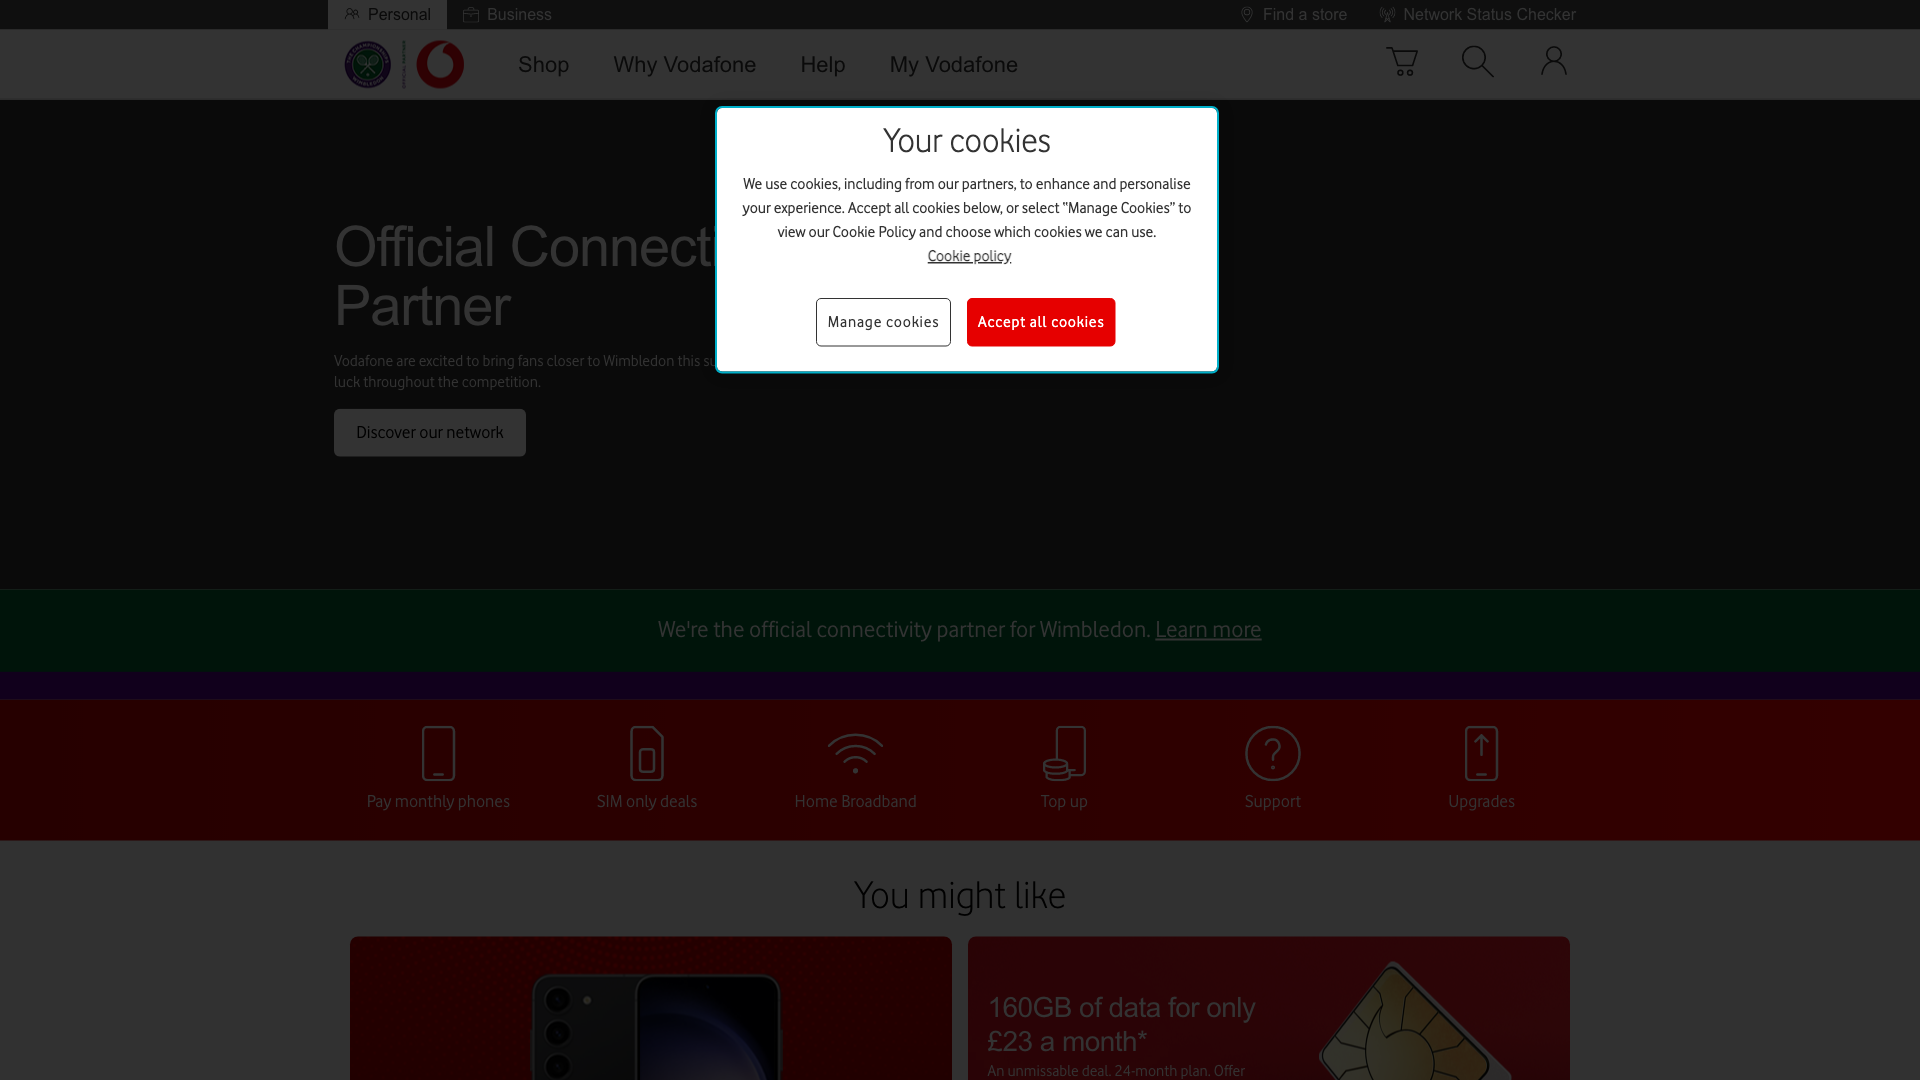 Personal
Business
Find a store
Network Status Checker
Shop
Why Vodafone
Help
My Vodafone
Your cookies
We use cookies, including from our partners, to enhance and personalise
your experience. Accept all cookies below, or select “Manage Cookies” to
view our Cookie Policy and choose which cookies we can use.
Cookie policy
Manage cookies
Accept all cookies
Official Connect
Partner
Vodafone are excited to bring fans closer to Wimbledon this
luck throughout the competition.
Discover our network
We're the official connectivity partner for Wimbledon. Learn more
Pay monthly phones
SIM only deals
Home Broadband
Top up
Support
Upgrades
You might like
160GB of data for only
£23 a month*
An unmissable deal. 24-month plan. Offer